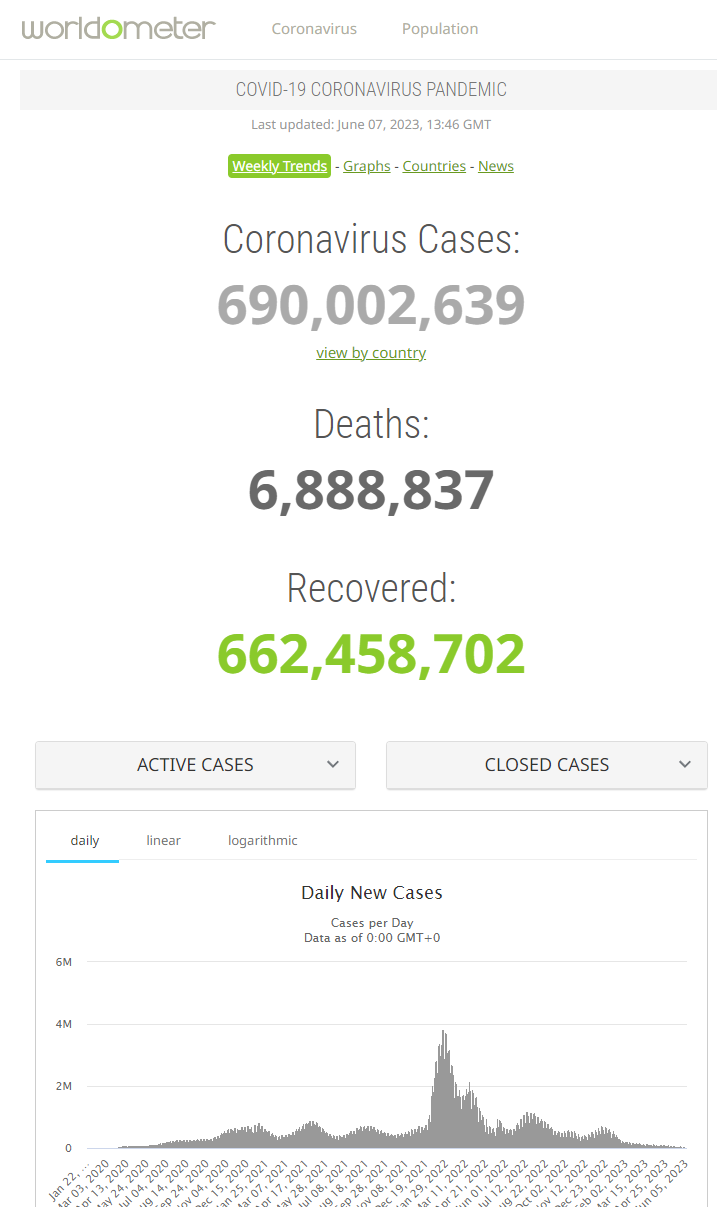 worldometer Coronavirus Population
COVID-19 CORONAVIRUS PANDEMIC
Last updated: June 07, 2023, 13:46 GMT
Weekly Trends - Graphs - Countries - News
Coronavirus Cases:
690,002,639
view by country
Deaths:
6,888,837
Recovered:
662,458,702
ACTIVE CASES CLOSED CASES
daily linear logarithmic
Daily New Cases
Cases per Day
Data as of 0:00 GMT+0
6M
4M
2M
0
Jan 22, ...
Mar 03, 2020
Apr 13, 2020
May 24, 2020
Jul 04, 2020
Aug 14, 2020
Sep 24, 2020
Nov 04, 2020
Dec 15, 2020
Jan 25, 2021
Mar 07, 2021
Apr 17, 2021
May 28, 2021
Jul 08, 2021
Aug 18, 2021
Sep 28, 2021
Nov 08, 2021
Dec 19, 2021
Jan 29, 2022
Mar 11, 2022
Apr 21, 2022
Jun 01, 2022
Jul 12, 2022
Aug 22, 2022
Oct 02, 2022
Nov 12, 2022
Dec 23, 2022
Feb 02, 2023
Mar 15, 2023
Apr 25, 2023
Jun 05, 2023